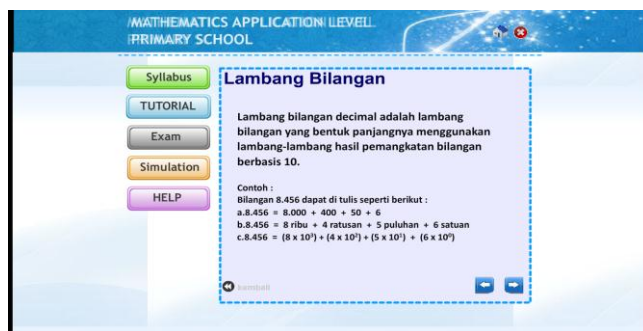 MATHEMATICS APPLICATION LEVEL
PRIMARY SCHOOL
Syllabus
TUTORIAL
Exam
Simulation
HELP
Lambang Bilangan
Lambang bilangan decimal adalah lambang
bilangan yang bentuk panjangnya menggunakan
lambang-lambang hasil pemangkatan bilangan
berbasis 10.
Contoh :
Bilangan 8.456 dapat di tulis seperti berikut :
a.8.456 = 8.000 + 400 + 50 + 6
b.8.456 = 8 ribu + 4 ratusan + 5 puluhan + 6 satuan
c.8.456 = (8 x 10³) + (4 x 10²) + (5 x 10¹) + (6 x 10⁰)
kembali